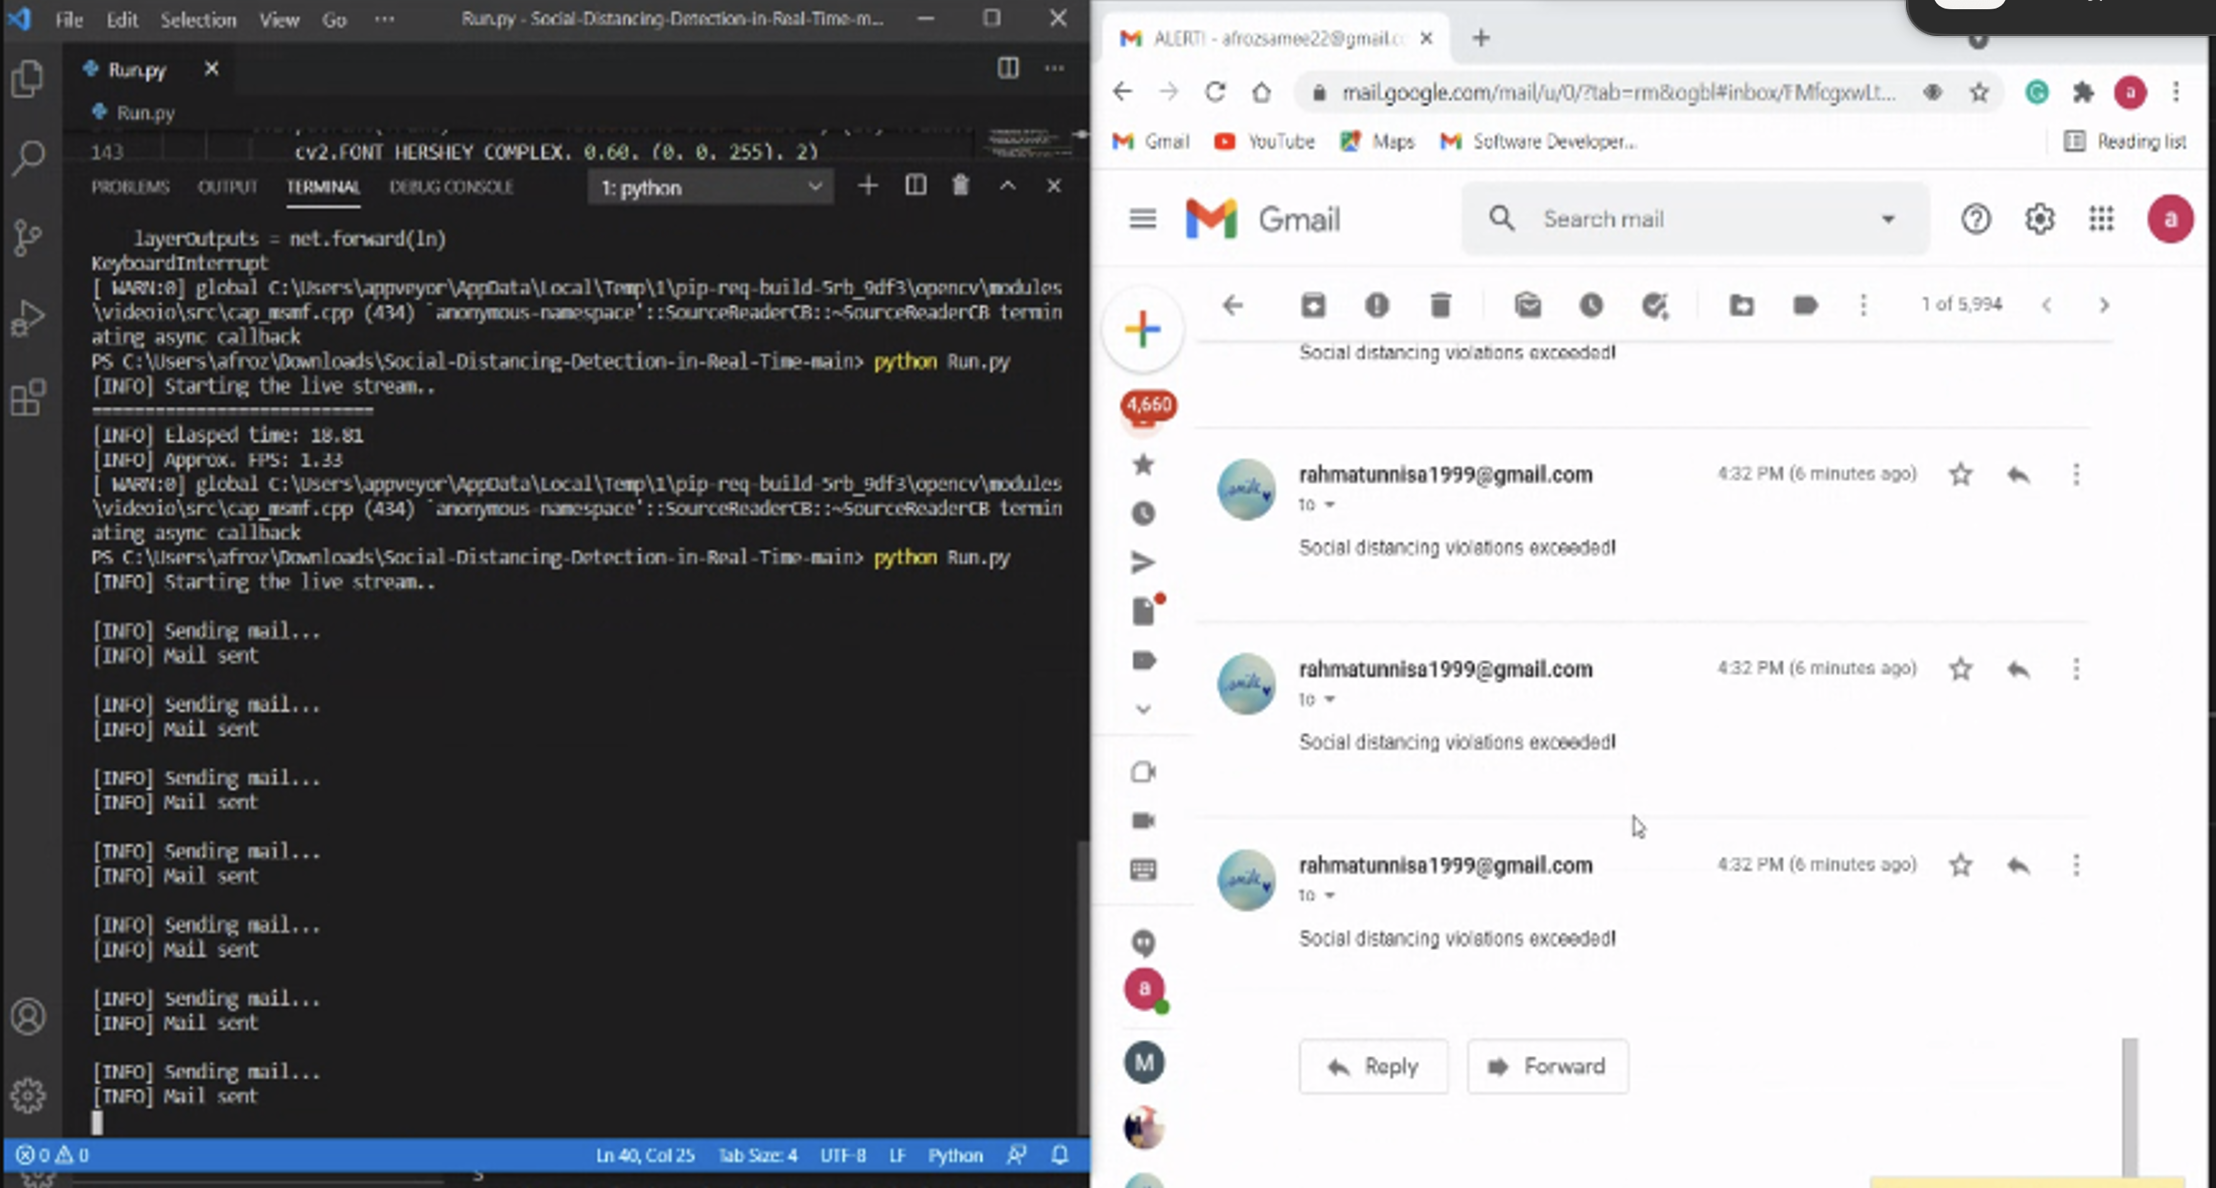 File Edit Selection View Go ··· Run.py - Social-Distancing-Detection-in-Real-Time-m...
Run.py
Run.py
143 cv2.FONT_HERSHEY_COMPLEX, 0.60, (0, 0, 255), 2)
PROBLEMS OUTPUT TERMINAL DEBUG CONSOLE 1: python
layerOutputs = net.forward(ln)
KeyboardInterrupt
[ WARN:0] global C:\Users\appveyor\AppData\Local\Temp\1\pip-req-build-5rb_9df3\opencv\modules
\videoio\src\cap_msmf.cpp (434) `anonymous-namespace'::SourceReaderCB::~SourceReaderCB termin
ating async callback
PS C:\Users\afroz\Downloads\Social-Distancing-Detection-in-Real-Time-main> python Run.py
[INFO] Starting the live stream..
===========================
[INFO] Elasped time: 18.81
[INFO] Approx. FPS: 1.33
[ WARN:0] global C:\Users\appveyor\AppData\Local\Temp\1\pip-req-build-5rb_9df3\opencv\modules
\videoio\src\cap_msmf.cpp (434) `anonymous-namespace'::SourceReaderCB::~SourceReaderCB termin
ating async callback
PS C:\Users\afroz\Downloads\Social-Distancing-Detection-in-Real-Time-main> python Run.py
[INFO] Starting the live stream..
[INFO] Sending mail...
[INFO] Mail sent
[INFO] Sending mail...
[INFO] Mail sent
[INFO] Sending mail...
[INFO] Mail sent
[INFO] Sending mail...
[INFO] Mail sent
[INFO] Sending mail...
[INFO] Mail sent
[INFO] Sending mail...
[INFO] Mail sent
[INFO] Sending mail...
[INFO] Mail sent
0 0 Ln 40, Col 25 Tab Size: 4 UTF-8 LF Python
ALERT! - afrozsamee22@gmail.c
mail.google.com/mail/u/0/?tab=rm&ogbl#inbox/FMfcgxwLt... a
Gmail YouTube Maps Software Developer... Reading list
Gmail Search mail a
1 of 5,994
Social distancing violations exceeded!
4,660
rahmatunnisa1999@gmail.com 4:32 PM (6 minutes ago)
to
Social distancing violations exceeded!
rahmatunnisa1999@gmail.com 4:32 PM (6 minutes ago)
to
Social distancing violations exceeded!
rahmatunnisa1999@gmail.com 4:32 PM (6 minutes ago)
to
Social distancing violations exceeded!
a
M
Reply Forward